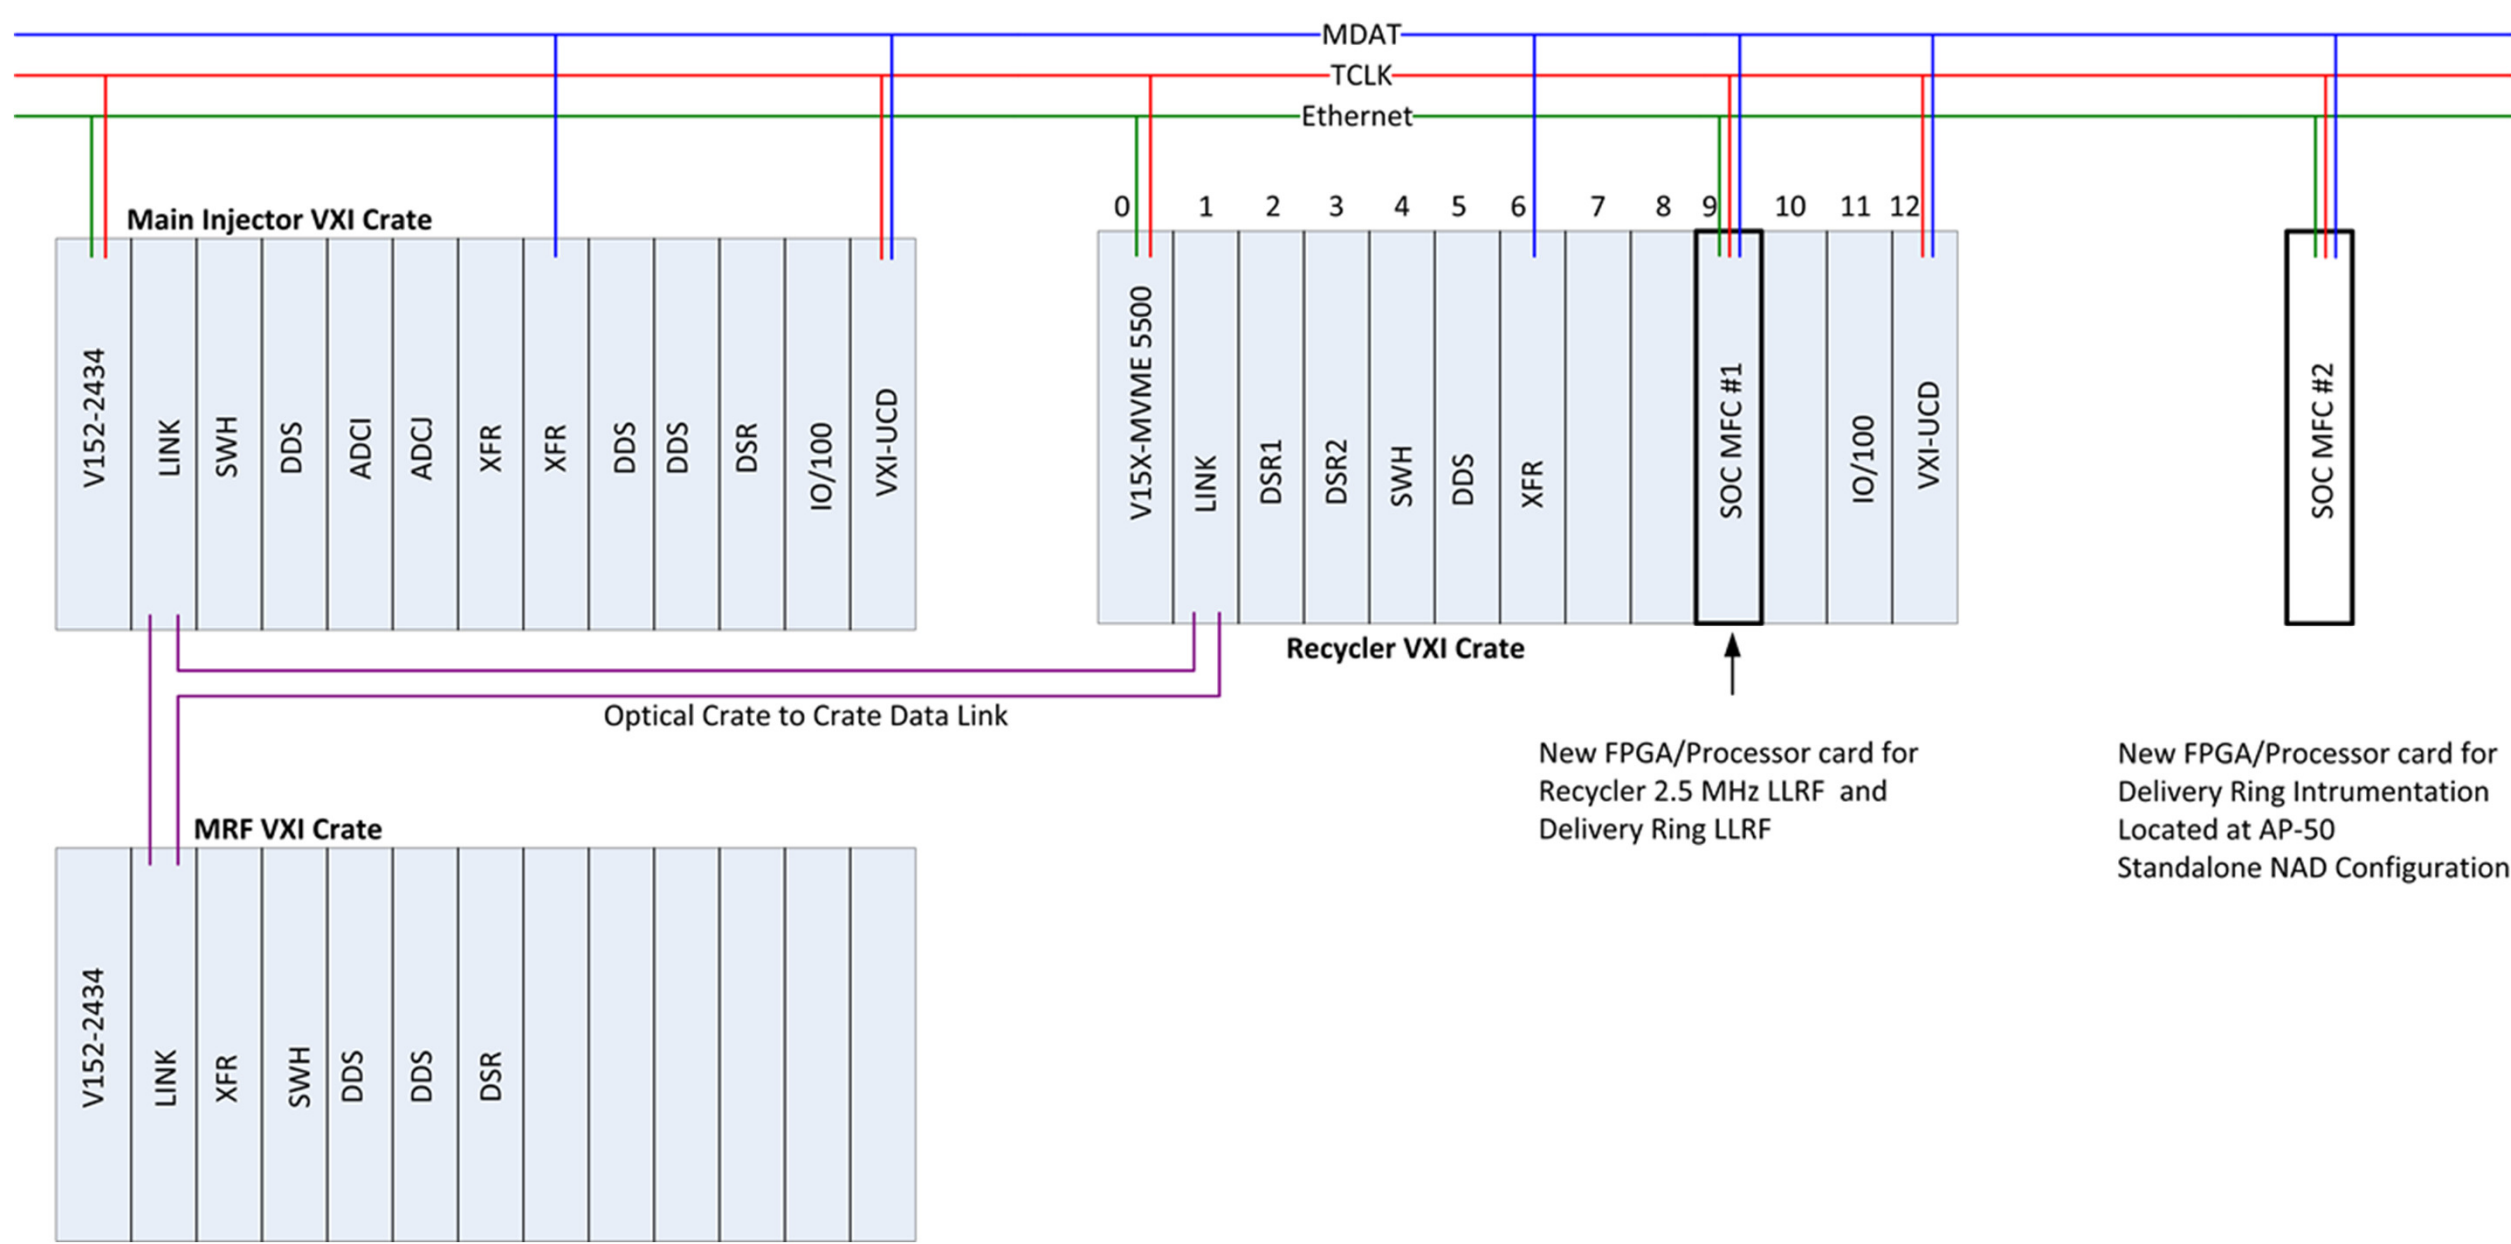 MDAT
TCLK
Ethernet
Main Injector VXI Crate
V152-2434
LINK
SWH
DDS
ADCI
ADCJ
XFR
XFR
DDS
DDS
DSR
IO/100
VXI-UCD
0 1 2 3 4 5 6 7 8 9 10 11 12
V15X-MVME 5500
LINK
DSR1
DSR2
SWH
DDS
XFR
SOC MFC #1
IO/100
VXI-UCD
Recycler VXI Crate
SOC MFC #2
Optical Crate to Crate Data Link
New FPGA/Processor card for
Recycler 2.5 MHz LLRF and
Delivery Ring LLRF
New FPGA/Processor card for
Delivery Ring Intrumentation
Located at AP-50
Standalone NAD Configuration
MRF VXI Crate
V152-2434
LINK
XFR
SWH
DDS
DDS
DSR